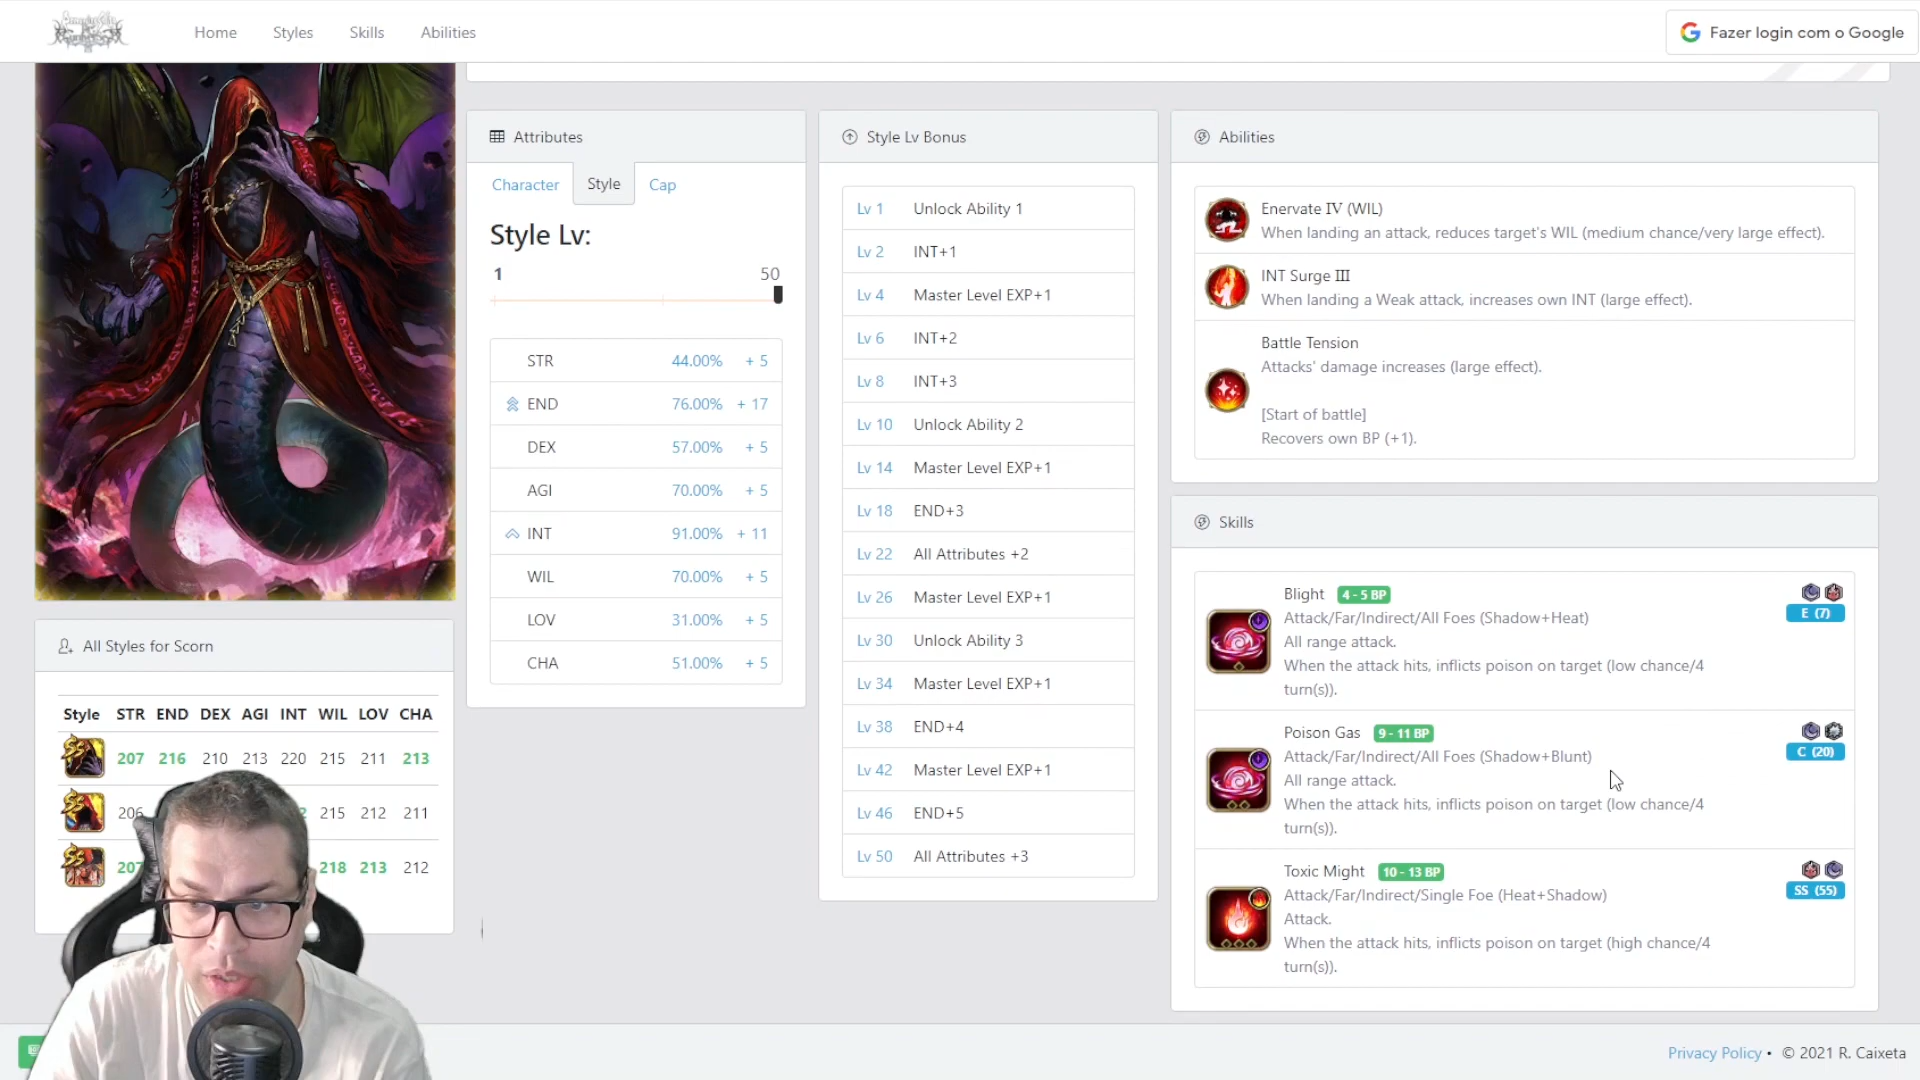 Home
Styles
Skills
Abilities
Fazer login com o Google
Attributes
Character
Style
Cap
Style Lv:
1
50
STR 44.00% + 5
END 76.00% + 17
DEX 57.00% + 5
AGI 70.00% + 5
INT 91.00% + 11
WIL 70.00% + 5
LOV 31.00% + 5
CHA 51.00% + 5
Style Lv Bonus
Lv 1 Unlock Ability 1
Lv 2 INT+1
Lv 4 Master Level EXP+1
Lv 6 INT+2
Lv 8 INT+3
Lv 10 Unlock Ability 2
Lv 14 Master Level EXP+1
Lv 18 END+3
Lv 22 All Attributes +2
Lv 26 Master Level EXP+1
Lv 30 Unlock Ability 3
Lv 34 Master Level EXP+1
Lv 38 END+4
Lv 42 Master Level EXP+1
Lv 46 END+5
Lv 50 All Attributes +3
Abilities
Enervate IV (WIL)
When landing an attack, reduces target's WIL (medium chance/very large effect).
INT Surge III
When landing a Weak attack, increases own INT (large effect).
Battle Tension
Attacks' damage increases (large effect).
[Start of battle]
Recovers own BP (+1).
Skills
Blight 4 - 5 BP
E (7)
Attack/Far/Indirect/All Foes (Shadow+Heat)
All range attack.
When the attack hits, inflicts poison on target (low chance/4
turn(s)).
Poison Gas 9 - 11 BP
C (20)
Attack/Far/Indirect/All Foes (Shadow+Blunt)
All range attack.
When the attack hits, inflicts poison on target (low chance/4
turn(s)).
Toxic Might 10 - 13 BP
SS (55)
Attack/Far/Indirect/Single Foe (Heat+Shadow)
Attack.
When the attack hits, inflicts poison on target (high chance/4
turn(s)).
All Styles for Scorn
Style STR END DEX AGI INT WIL LOV CHA
SS 207 216 210 213 220 215 211 213
SS 206 215 212 211
SS 207 218 213 212
Privacy Policy • © 2021 R. Caixeta